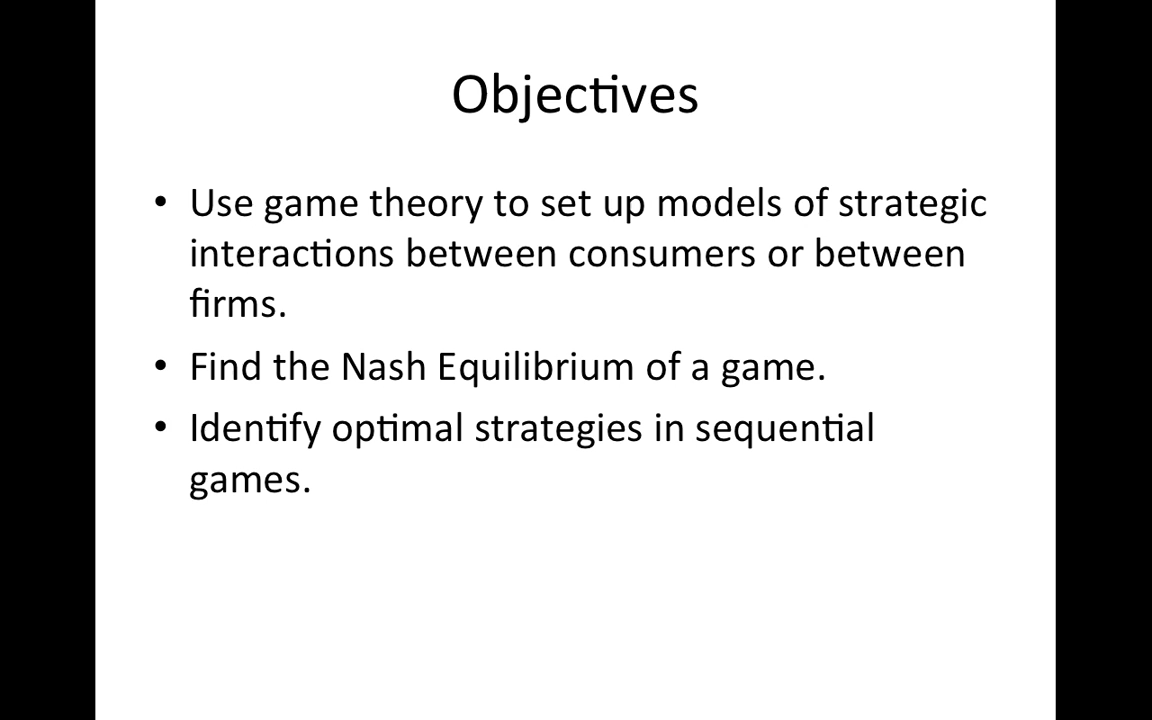 Objectives
• Use game theory to set up models of strategic
interactions between consumers or between
firms.
• Find the Nash Equilibrium of a game.
• Identify optimal strategies in sequential
games.